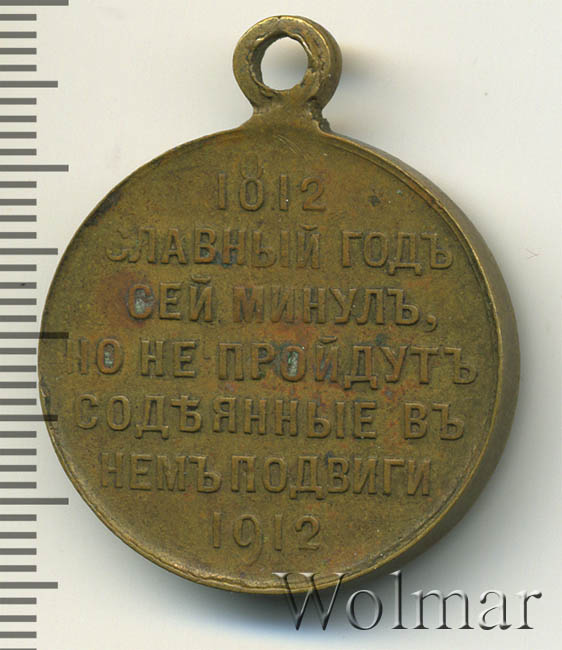 1812
СЛАВНЫЙ ГОДЪ
СЕЙ МИНУЛЪ,
НО НЕ ПРОЙДУТЪ
СОДѢЯННЫЕ ВЪ
НЕМЪ ПОДВИГИ
1912
Wolmar